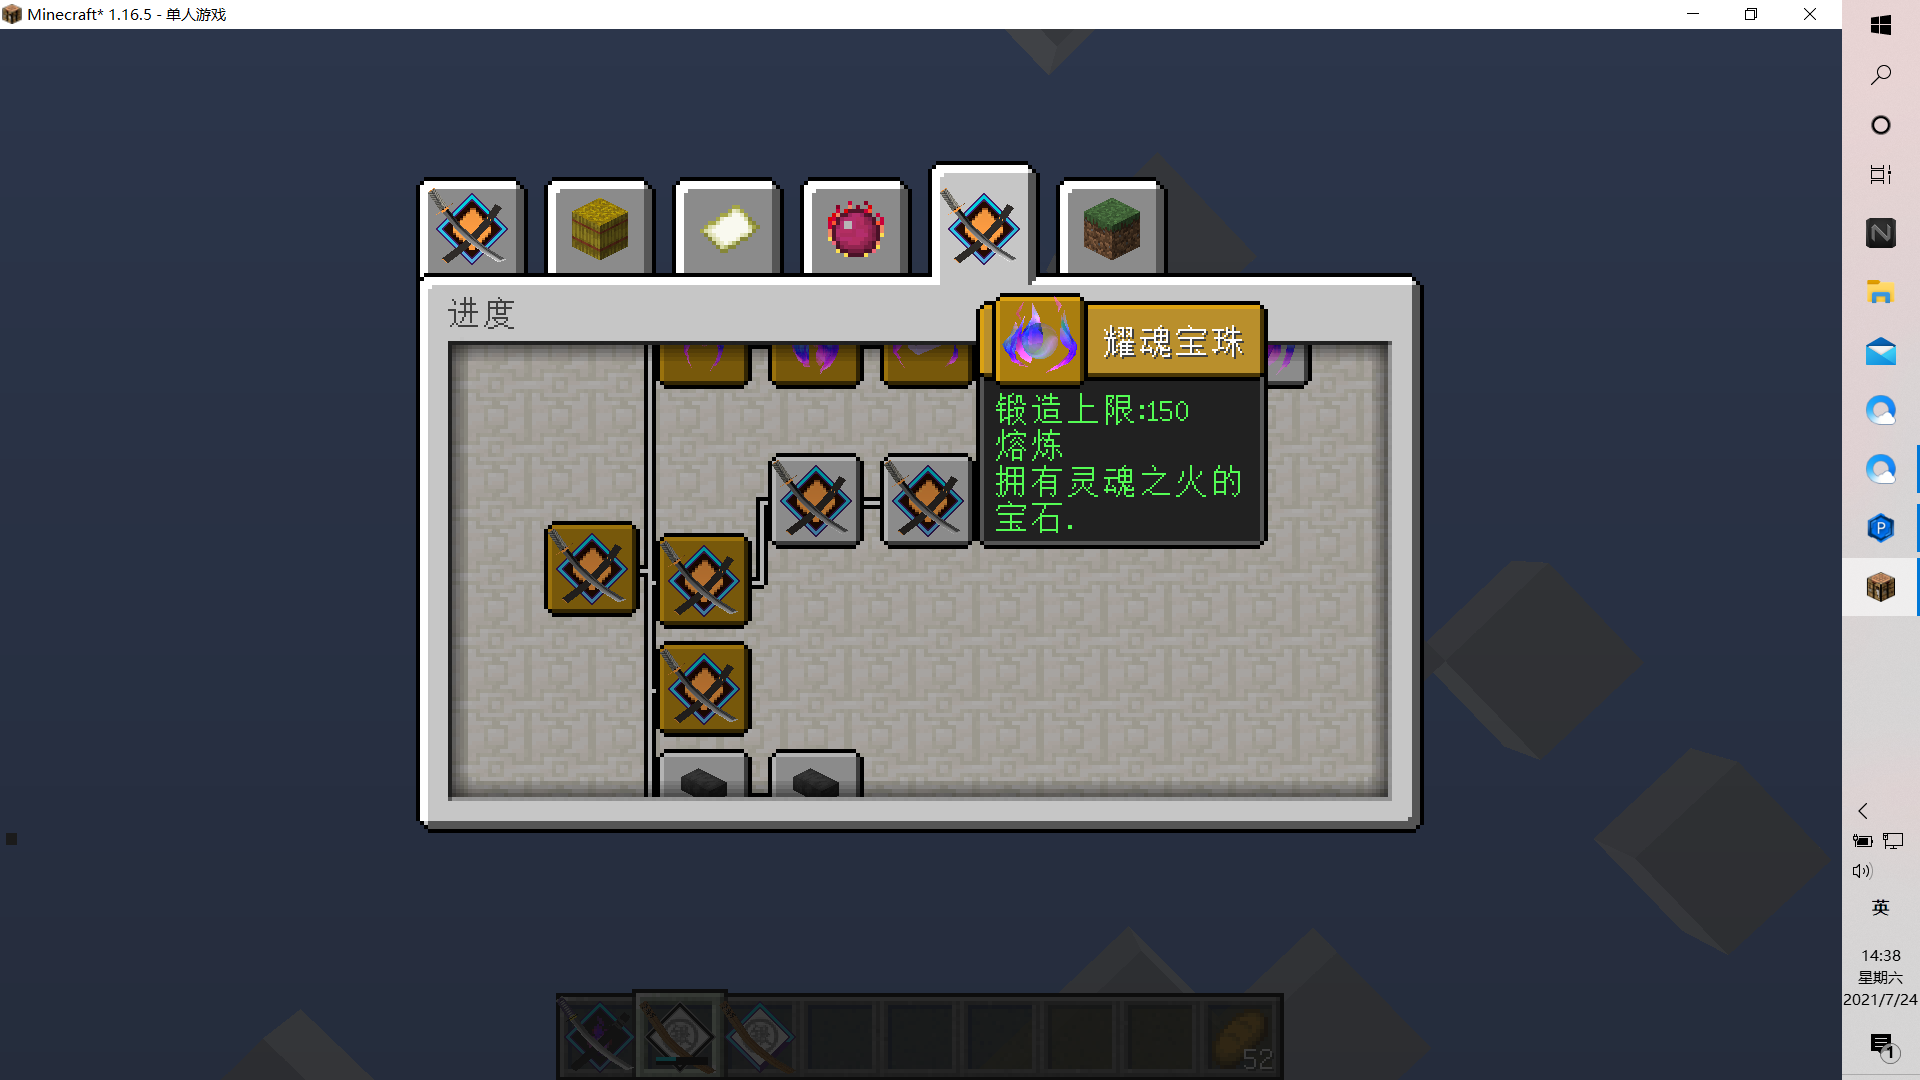 Minecraft* 1.16.5 - 单人游戏
进度
耀魂宝珠
锻造上限:150
熔炼
拥有灵魂之火的
宝石.
52
N
P
英
14:38
星期六
2021/7/24
1